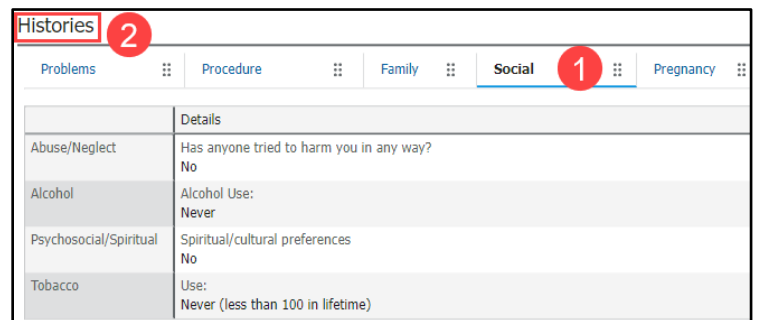 Histories 2
Problems Procedure Family Social 1 Pregnancy
Details
Abuse/Neglect Has anyone tried to harm you in any way?
No
Alcohol Alcohol Use:
Never
Psychosocial/Spiritual Spiritual/cultural preferences
No
Tobacco Use:
Never (less than 100 in lifetime)